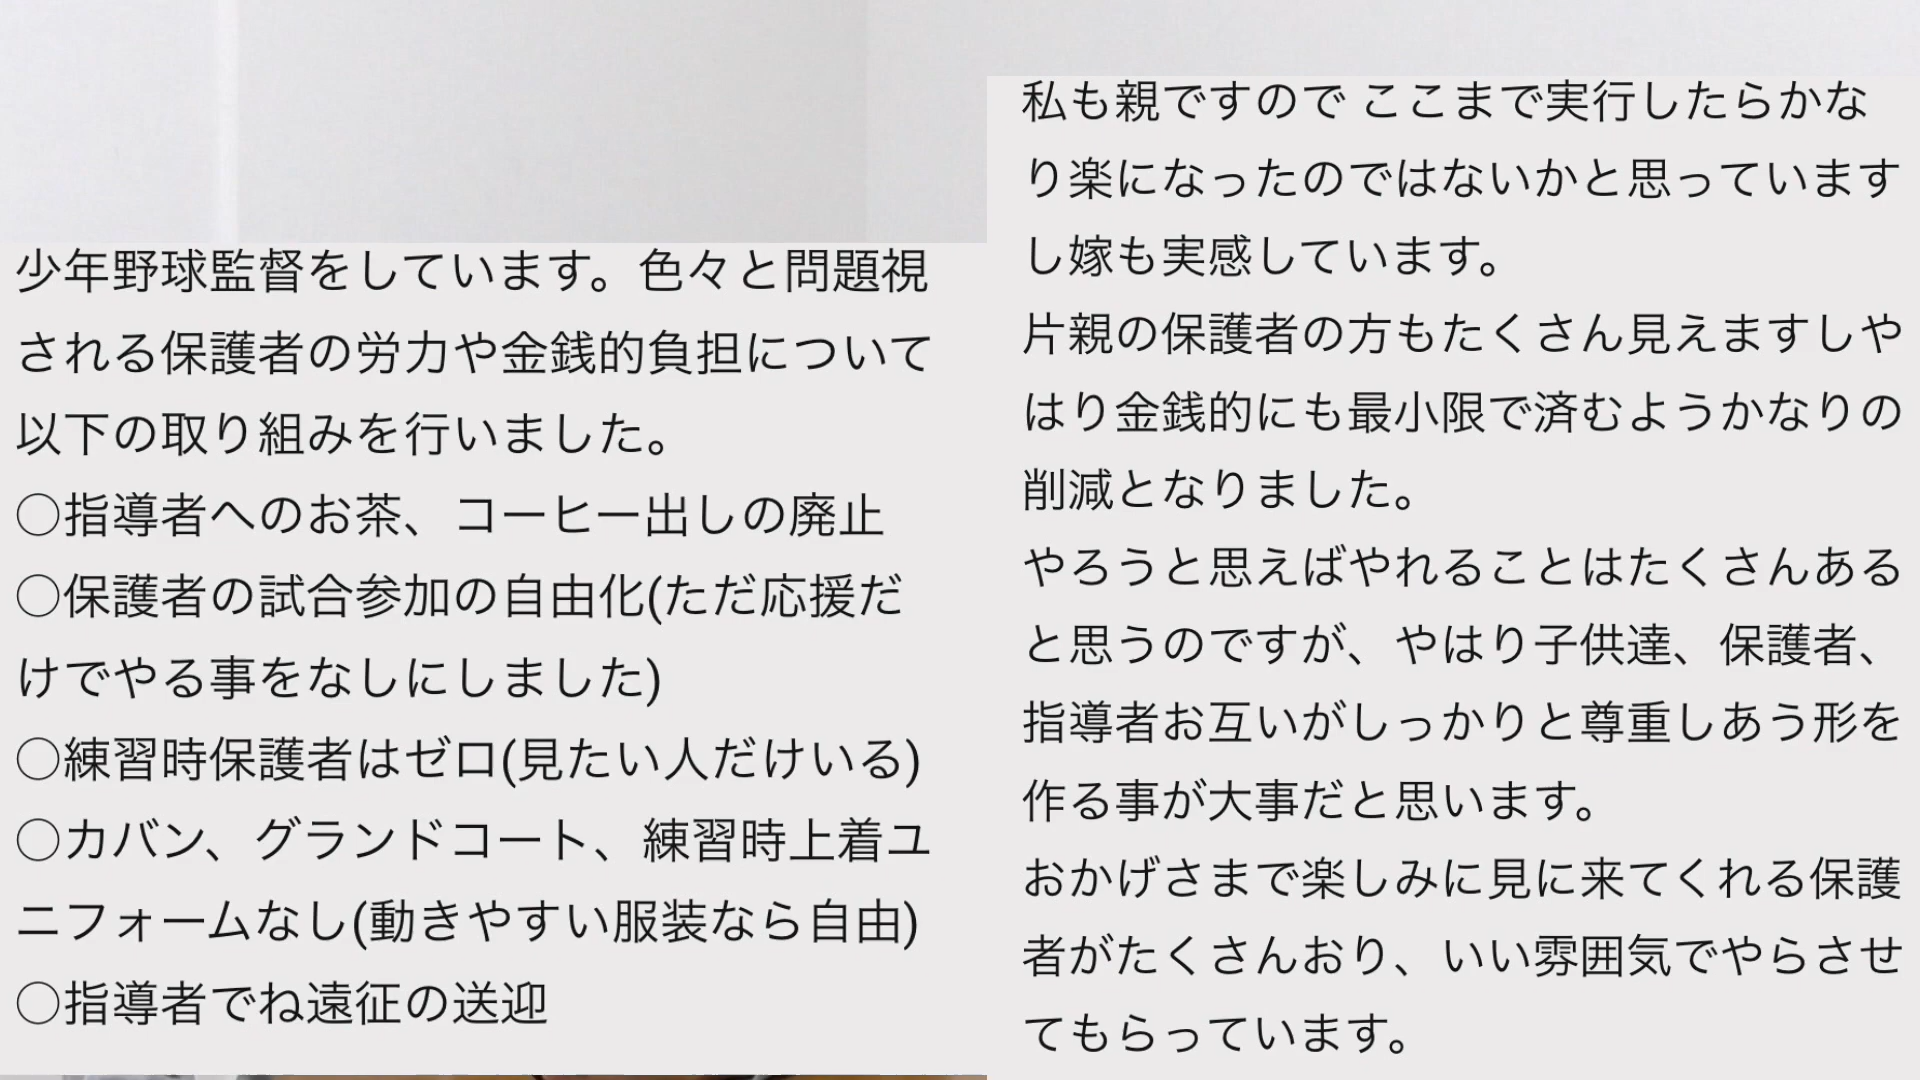 少年野球監督をしています。色々と問題視
される保護者の労力や金銭的負担について
以下の取り組みを行いました。
○指導者へのお茶、コーヒー出しの廃止
○保護者の試合参加の自由化(ただ応援だ
けでやる事をなしにしました)
○練習時保護者はゼロ(見たい人だけいる)
○カバン、グランドコート、練習時上着ユ
ニフォームなし(動きやすい服装なら自由)
○指導者でね遠征の送迎
私も親ですので ここまで実行したらかな
り楽になったのではないかと思っています
し嫁も実感しています。
片親の保護者の方もたくさん見えますしや
はり金銭的にも最小限で済むようかなりの
削減となりました。
やろうと思えばやれることはたくさんある
と思うのですが、やはり子供達、保護者、
指導者お互いがしっかりと尊重しあう形を
作る事が大事だと思います。
おかげさまで楽しみに見に来てくれる保護
者がたくさんおり、いい雰囲気でやらさせ
てもらっています。